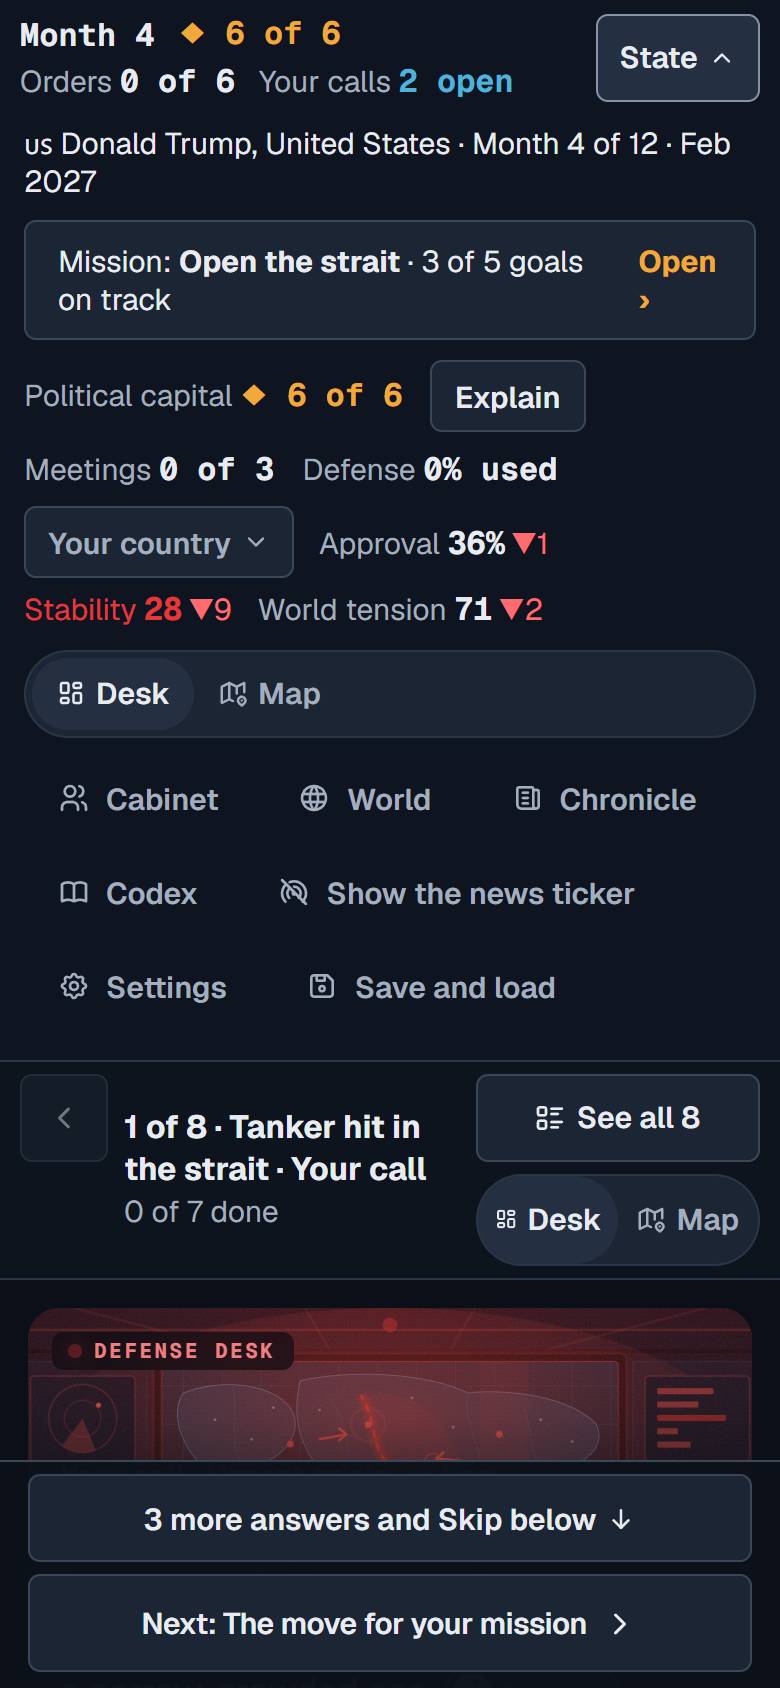 Month 4 ◆ 6 of 6
Orders 0 of 6 Your calls 2 open
State
us Donald Trump, United States · Month 4 of 12 · Feb
2027
Mission: Open the strait · 3 of 5 goals
on track
Open
›
Political capital ◆ 6 of 6 Explain
Meetings 0 of 3 Defense 0% used
Your country Approval 36% ▼1
Stability 28 ▼9 World tension 71 ▼2
Desk Map
Cabinet World Chronicle
Codex Show the news ticker
Settings Save and load
1 of 8 · Tanker hit in
the strait · Your call
0 of 7 done
See all 8
Desk Map
DEFENSE DESK
3 more answers and Skip below ↓
Next: The move for your mission ›